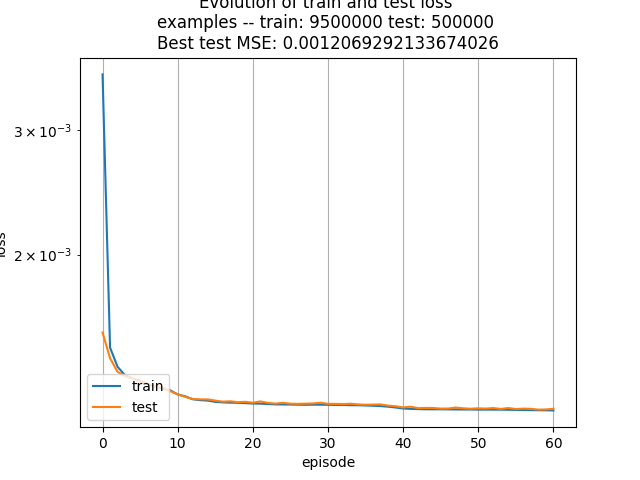 Evolution of train and test loss
examples -- train: 9500000 test: 500000
Best test MSE: 0.0012069292133674026
3 × 10⁻³
2 × 10⁻³
loss
train
test
0 10 20 30 40 50 60
episode